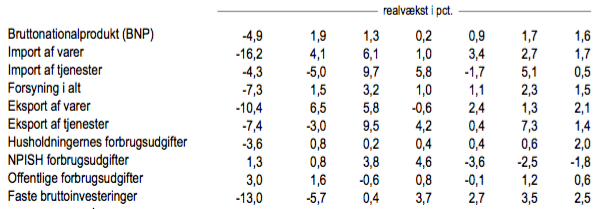 realvækst i pct.
Bruttonationalprodukt (BNP) -4,9 1,9 1,3 0,2 0,9 1,7 1,6
Import af varer -16,2 4,1 6,1 1,0 3,4 2,7 1,7
Import af tjenester -4,3 -5,0 9,7 5,8 -1,7 5,1 0,5
Forsyning i alt -7,3 1,5 3,2 1,0 1,1 2,3 1,5
Eksport af varer -10,4 6,5 5,8 -0,6 2,4 1,3 2,1
Eksport af tjenester -7,4 -3,0 9,5 4,2 0,4 7,3 1,4
Husholdningernes forbrugsudgifter -3,6 0,8 0,2 0,4 0,4 0,6 2,0
NPISH forbrugsudgifter 1,3 0,8 3,8 4,6 -3,6 -2,5 -1,8
Offentlige forbrugsudgifter 3,0 1,6 -0,6 0,8 -0,1 1,2 0,6
Faste bruttoinvesteringer -13,0 -5,7 0,4 3,7 2,7 3,5 2,5